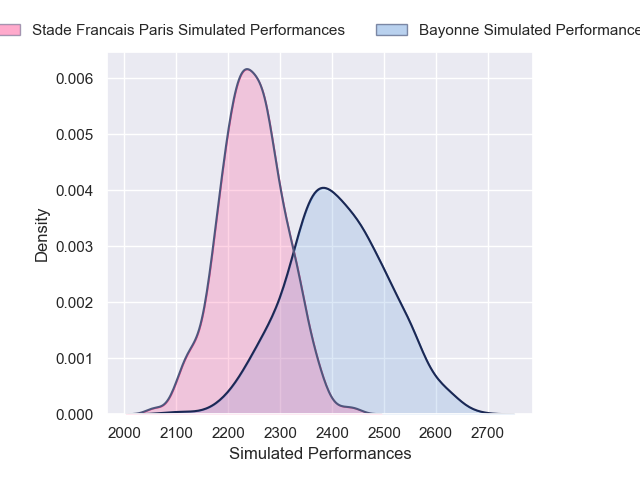 Stade Francais Paris Simulated Performances
Bayonne Simulated Performance
0.006
0.005
0.004
0.003
0.002
0.001
0.000
Density
2000 2100 2200 2300 2400 2500 2600 2700
Simulated Performances